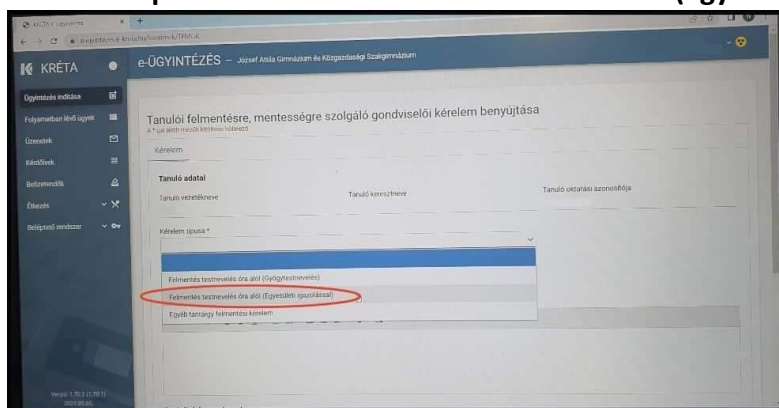 KRÉTA
e-ÜGYINTÉZÉS – József Attila Gimnázium és Közgazdasági Szakgimnázium
Ügyintézés indítása
Folyamatban lévő ügyek
Üzenetek
Kérdőívek
Befizetendők
Étkezés
Beléptető rendszer
Tanulói felmentésre, mentességre szolgáló gondviselői kérelem benyújtása
Kérelem
Tanuló adatai
Tanuló vezetékneve
Tanuló keresztneve
Tanuló oktatási azonosítója
Kérelem típusa *
Felmentés testnevelés óra alól (Gyógytestnevelés)
Felmentés testnevelés óra alól (Egyesületi igazolással)
Egyéb tantárgy felmentési kérelem